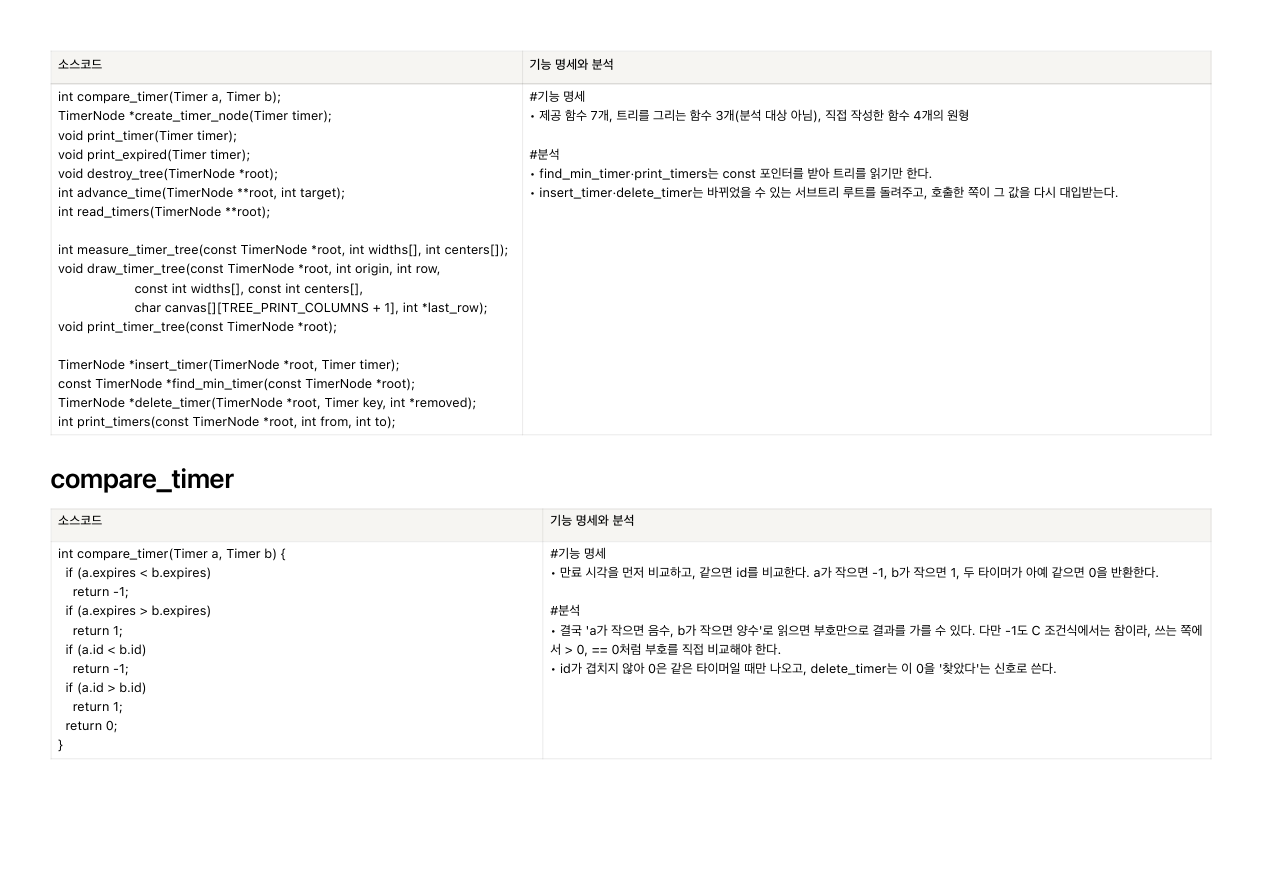 소스코드
기능 명세와 분석
int compare_timer(Timer a, Timer b);
TimerNode *create_timer_node(Timer timer);
void print_timer(Timer timer);
void print_expired(Timer timer);
void destroy_tree(TimerNode *root);
int advance_time(TimerNode **root, int target);
int read_timers(TimerNode **root);

int measure_timer_tree(const TimerNode *root, int widths[], int centers[]);
void draw_timer_tree(const TimerNode *root, int origin, int row,
const int widths[], const int centers[],
char canvas[][TREE_PRINT_COLUMNS + 1], int *last_row);
void print_timer_tree(const TimerNode *root);

TimerNode *insert_timer(TimerNode *root, Timer timer);
const TimerNode *find_min_timer(const TimerNode *root);
TimerNode *delete_timer(TimerNode *root, Timer key, int *removed);
int print_timers(const TimerNode *root, int from, int to);
#기능 명세
• 제공 함수 7개, 트리를 그리는 함수 3개(분석 대상 아님), 직접 작성한 함수 4개의 원형

#분석
• find_min_timer·print_timers는 const 포인터를 받아 트리를 읽기만 한다.
• insert_timer·delete_timer는 바뀌었을 수 있는 서브트리 루트를 돌려주고, 호출한 쪽이 그 값을 다시 대입받는다.
compare_timer
소스코드
기능 명세와 분석
int compare_timer(Timer a, Timer b) {
if (a.expires < b.expires)
return -1;
if (a.expires > b.expires)
return 1;
if (a.id < b.id)
return -1;
if (a.id > b.id)
return 1;
return 0;
}
#기능 명세
• 만료 시각을 먼저 비교하고, 같으면 id를 비교한다. a가 작으면 -1, b가 작으면 1, 두 타이머가 아예 같으면 0을 반환한다.

#분석
• 결국 'a가 작으면 음수, b가 작으면 양수'로 읽으면 부호만으로 결과를 가를 수 있다. 다만 -1도 C 조건식에서는 참이라, 쓰는 쪽에
서 > 0, == 0처럼 부호를 직접 비교해야 한다.
• id가 겹치지 않아 0은 같은 타이머일 때만 나오고, delete_timer는 이 0을 '찾았다'는 신호로 쓴다.